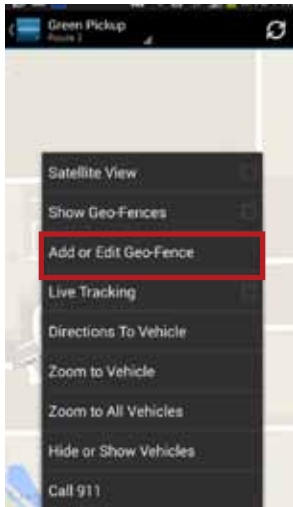 Green Pickup
Route 1
Satellite View
Show Geo-Fences
Add or Edit Geo-Fence
Live Tracking
Directions To Vehicle
Zoom to Vehicle
Zoom to All Vehicles
Hide or Show Vehicles
Call 911